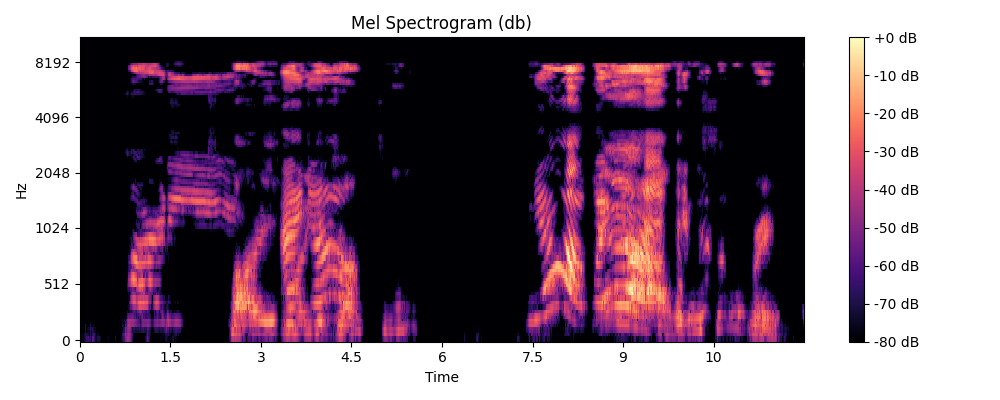 Mel Spectrogram (db)
8192
4096
2048
1024
512
0
Hz
0 1.5 3 4.5 6 7.5 9 10
Time
+0 dB
-10 dB
-20 dB
-30 dB
-40 dB
-50 dB
-60 dB
-70 dB
-80 dB